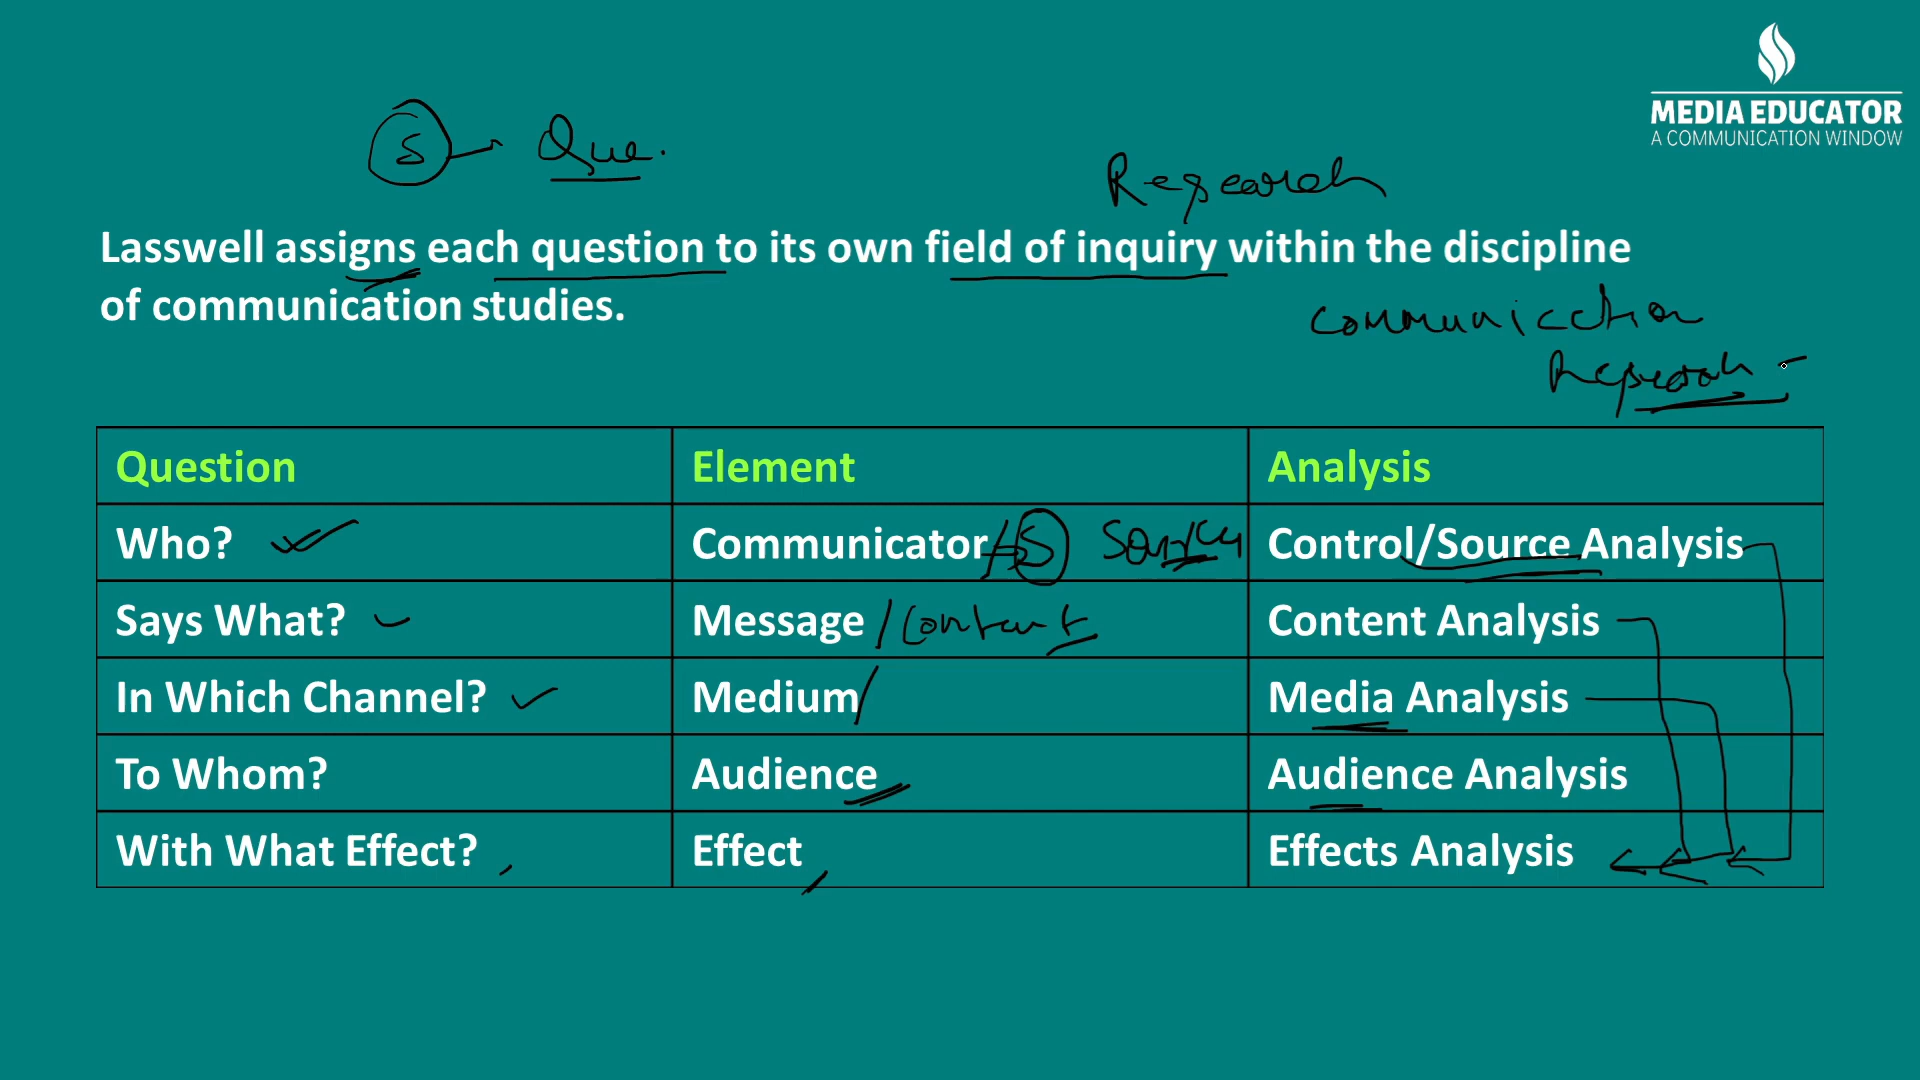 MEDIA EDUCATOR
A COMMUNICATION WINDOW
5 Que.
Research
Lasswell assigns each question to its own field of inquiry within the discipline
of communication studies.
Communication
Research
Question Element Analysis
Who? Communicator/S Source Control/Source Analysis
Says What? Message /Content Content Analysis
In Which Channel? Medium/ Media Analysis
To Whom? Audience Audience Analysis
With What Effect? Effect Effects Analysis